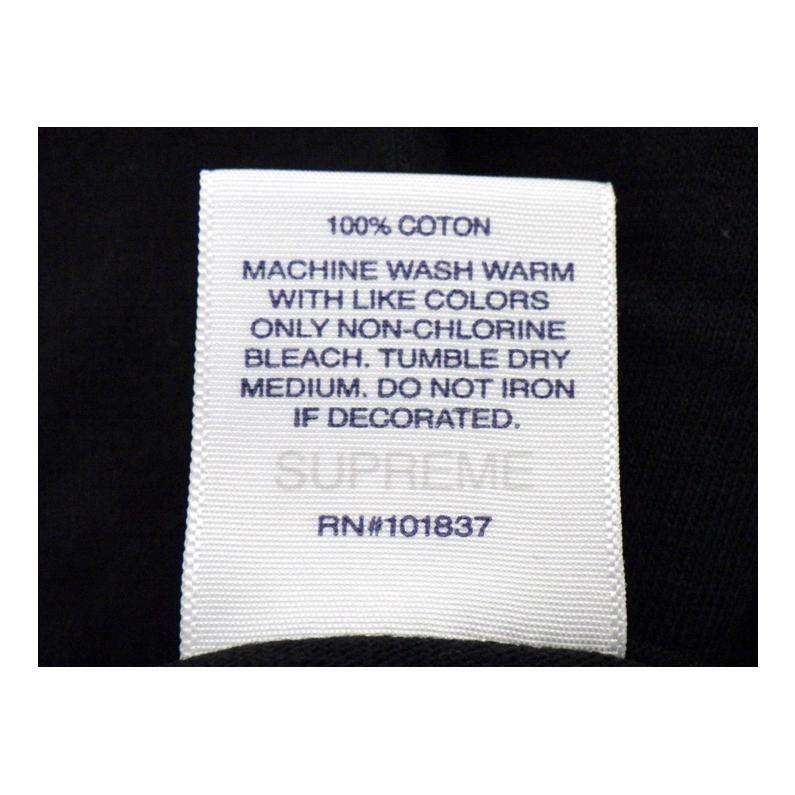 100% COTON
MACHINE WASH WARM
WITH LIKE COLORS
ONLY NON-CHLORINE
BLEACH. TUMBLE DRY
MEDIUM. DO NOT IRON
IF DECORATED.
SUPREME
RN#101837